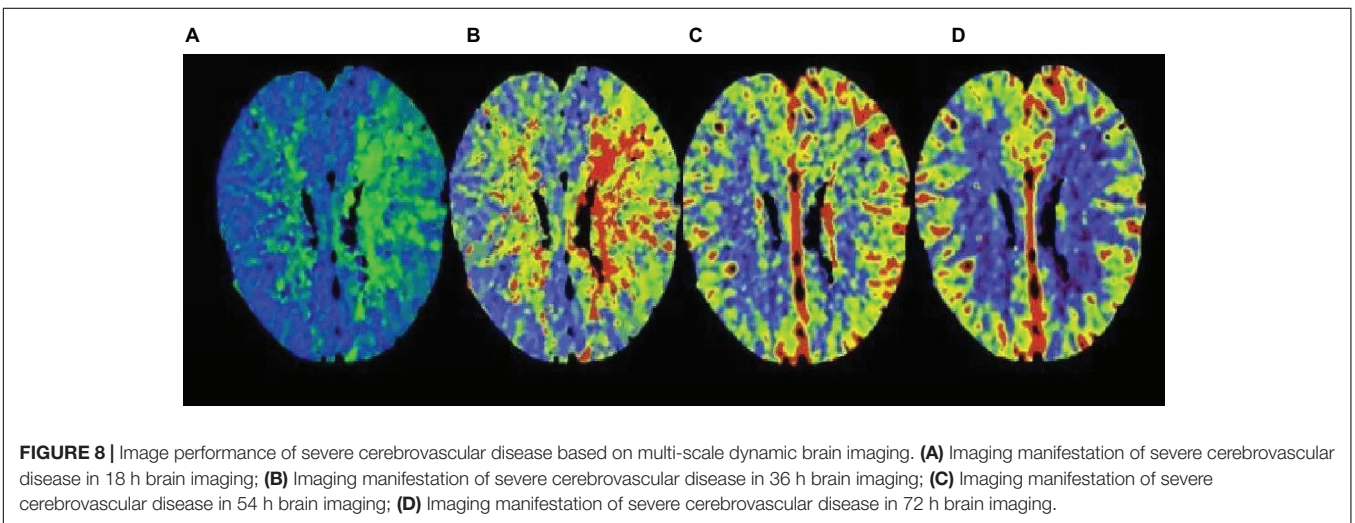 A B C D
FIGURE 8 | Image performance of severe cerebrovascular disease based on multi-scale dynamic brain imaging. (A) Imaging manifestation of severe cerebrovascular
disease in 18 h brain imaging; (B) Imaging manifestation of severe cerebrovascular disease in 36 h brain imaging; (C) Imaging manifestation of severe
cerebrovascular disease in 54 h brain imaging; (D) Imaging manifestation of severe cerebrovascular disease in 72 h brain imaging.